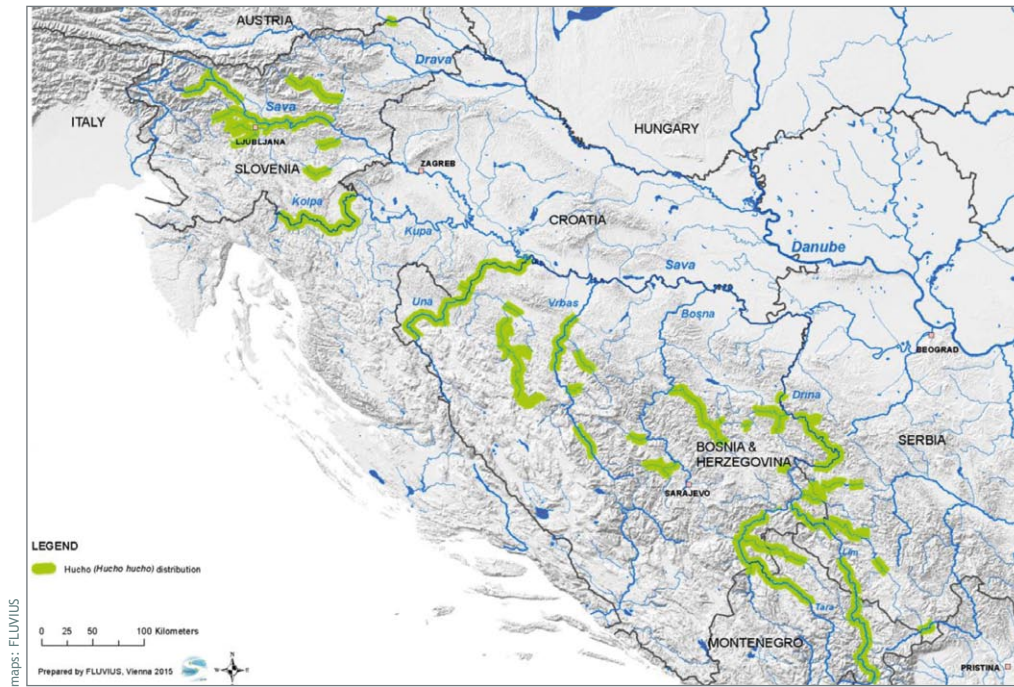 AUSTRIA
Drava
ITALY
Sava
HUNGARY
LJUBLJANA
SLOVENIA
ZAGREB
Kolpa
CROATIA
Kupa
Danube
Sava
Una
Vrbas
Bosna
BEOGRAD
Drina
SERBIA
BOSNIA &
HERZEGOVINA
SARAJEVO
LEGEND
Hucho (Hucho hucho) distribution
Lim
Tara
0 25 50 100 Kilometers
MONTENEGRO
PRISTINA
Prepared by FLUVIUS, Vienna 2015
N
W E
S
maps: FLUVIUS